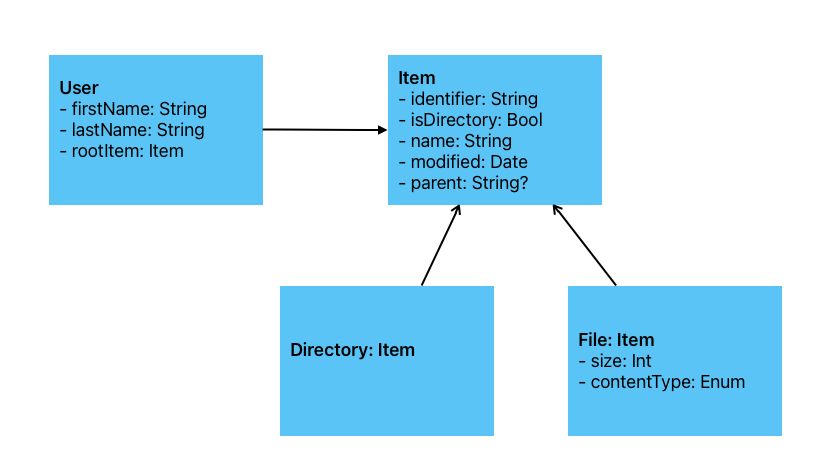 User
- firstName: String
- lastName: String
- rootItem: Item
Item
- identifier: String
- isDirectory: Bool
- name: String
- modified: Date
- parent: String?
Directory: Item
File: Item
- size: Int
- contentType: Enum